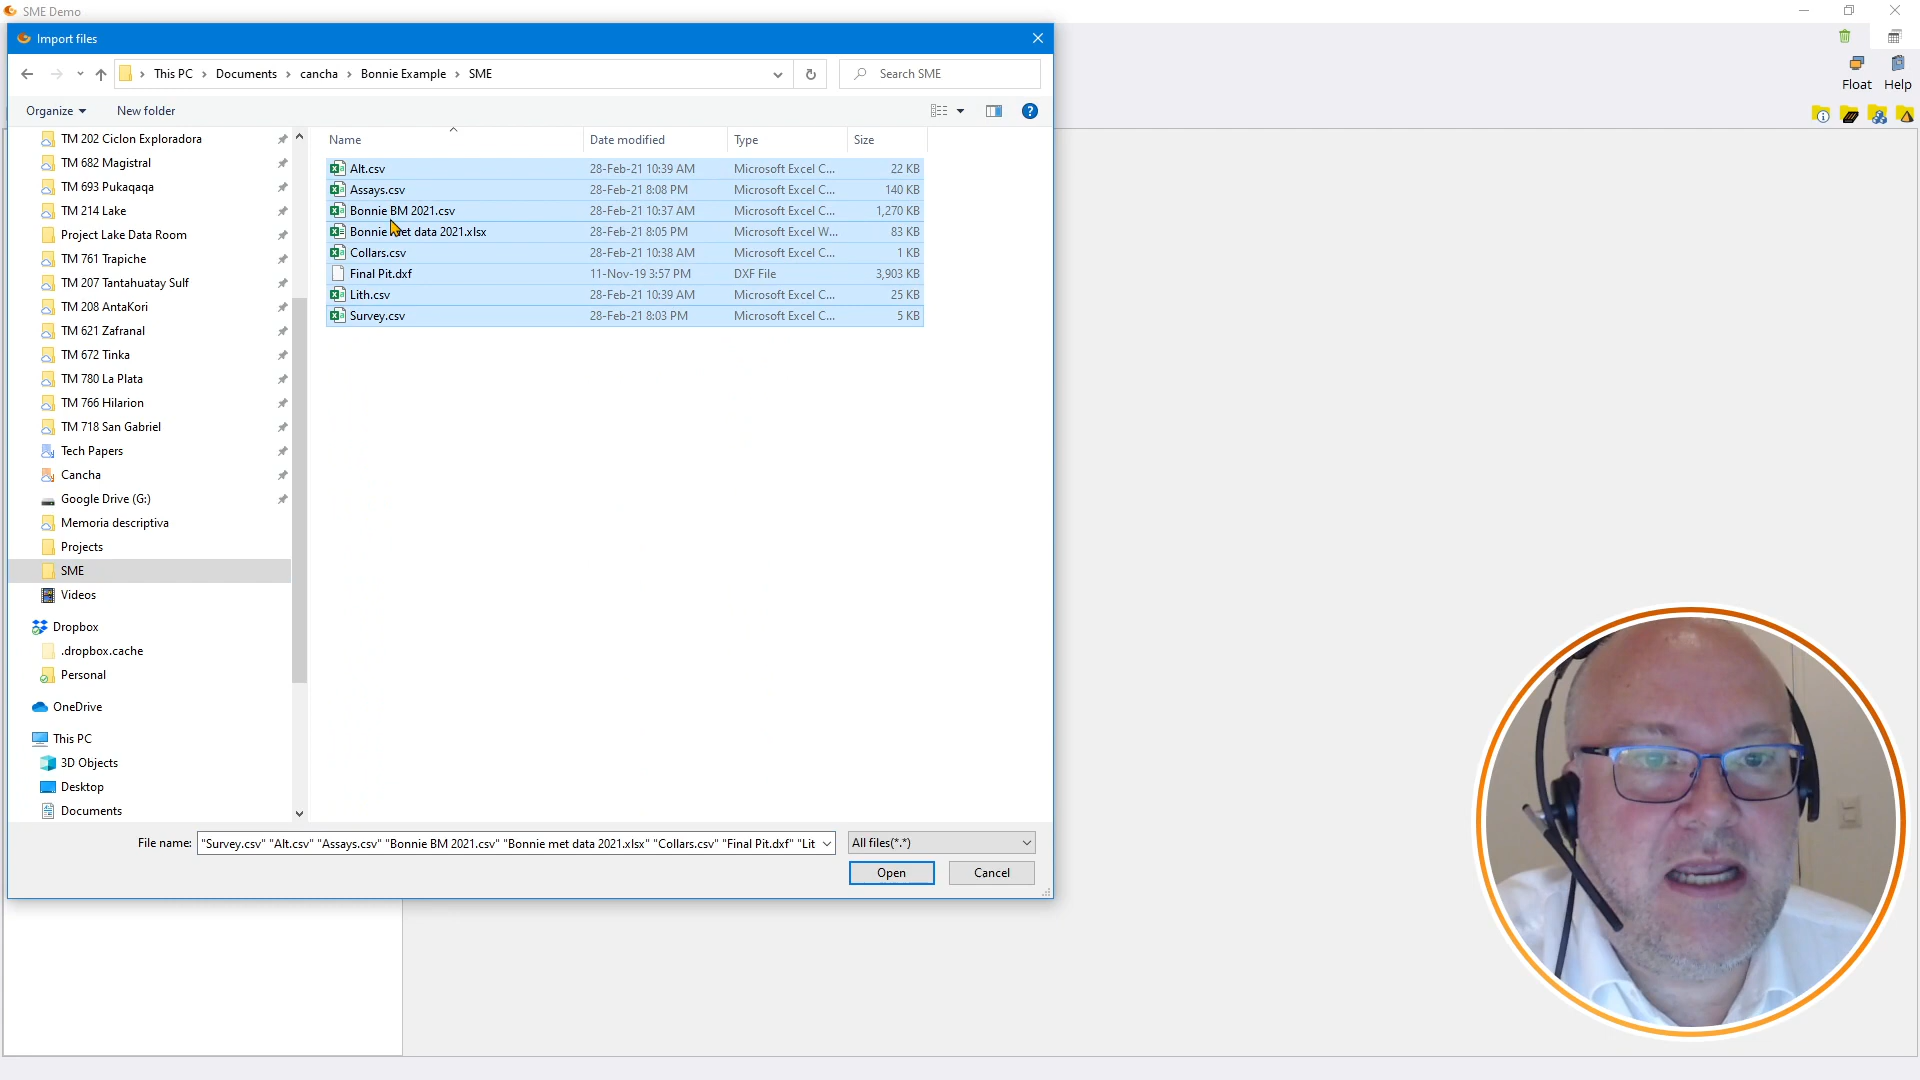 SME Demo
Import files
This PC > Documents > cancha > Bonnie Example > SME
Search SME
Organize
New folder
Float
Help
Name
Date modified
Type
Size
TM 202 Ciclon Exploradora
TM 682 Magistral
TM 693 Pukaqaqa
TM 214 Lake
Project Lake Data Room
TM 761 Trapiche
TM 207 Tantahuatay Sulf
TM 208 AntaKori
TM 621 Zafranal
TM 672 Tinka
TM 780 La Plata
TM 766 Hilarion
TM 718 San Gabriel
Tech Papers
Cancha
Google Drive (G:)
Memoria descriptiva
Projects
SME
Videos
Dropbox
.dropbox.cache
Personal
OneDrive
This PC
3D Objects
Desktop
Documents
Alt.csv 28-Feb-21 10:39 AM Microsoft Excel C... 22 KB
Assays.csv 28-Feb-21 8:08 PM Microsoft Excel C... 140 KB
Bonnie BM 2021.csv 28-Feb-21 10:37 AM Microsoft Excel C... 1,270 KB
Bonnie met data 2021.xlsx 28-Feb-21 8:05 PM Microsoft Excel W... 83 KB
Collars.csv 28-Feb-21 10:38 AM Microsoft Excel C... 1 KB
Final Pit.dxf 11-Nov-19 3:57 PM DXF File 3,903 KB
Lith.csv 28-Feb-21 10:39 AM Microsoft Excel C... 25 KB
Survey.csv 28-Feb-21 8:03 PM Microsoft Excel C... 5 KB
File name: "Survey.csv" "Alt.csv" "Assays.csv" "Bonnie BM 2021.csv" "Bonnie met data 2021.xlsx" "Collars.csv" "Final Pit.dxf" "Lit
All files(*.*)
Open
Cancel